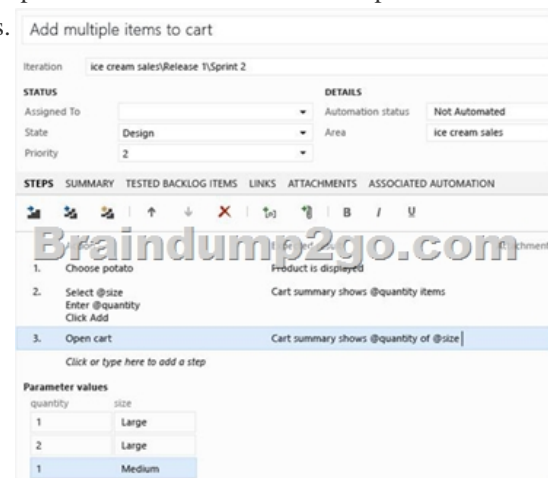 s.
Add multiple items to cart
Iteration ice cream sales\Release 1\Sprint 2
STATUS DETAILS
Assigned To Automation status Not Automated
State Design Area ice cream sales
Priority 2
STEPS SUMMARY TESTED BACKLOG ITEMS LINKS ATTACHMENTS ASSOCIATED AUTOMATION
B I U
Braindump2go.com
1. Choose potato Product is displayed
2. Select @size Cart summary shows @quantity items
Enter @quantity
Click Add
3. Open cart Cart summary shows @quantity of @size
Click or type here to add a step
Parameter values
quantity size
1 Large
2 Large
1 Medium